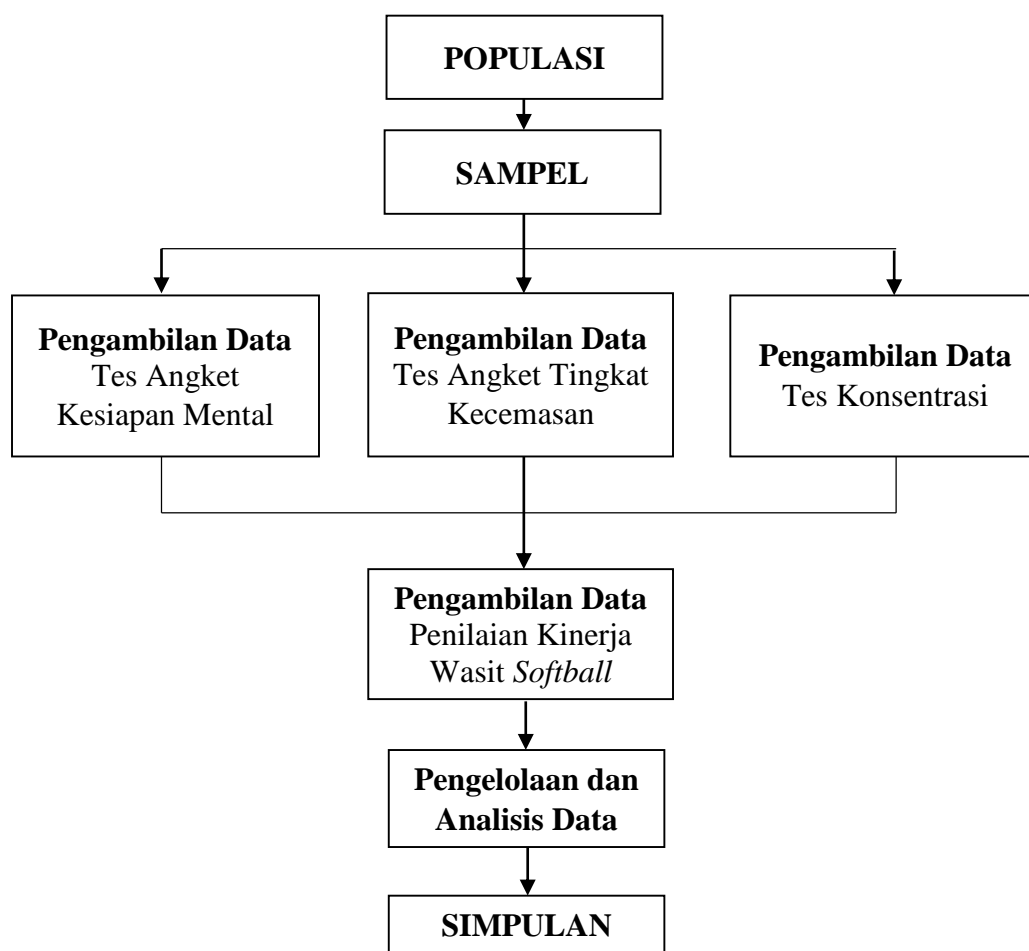 POPULASI
SAMPEL
Pengambilan Data
Tes Angket
Kesiapan Mental
Pengambilan Data
Tes Angket Tingkat
Kecemasan
Pengambilan Data
Tes Konsentrasi
Pengambilan Data
Penilaian Kinerja
Wasit Softball
Pengelolaan dan
Analisis Data
SIMPULAN